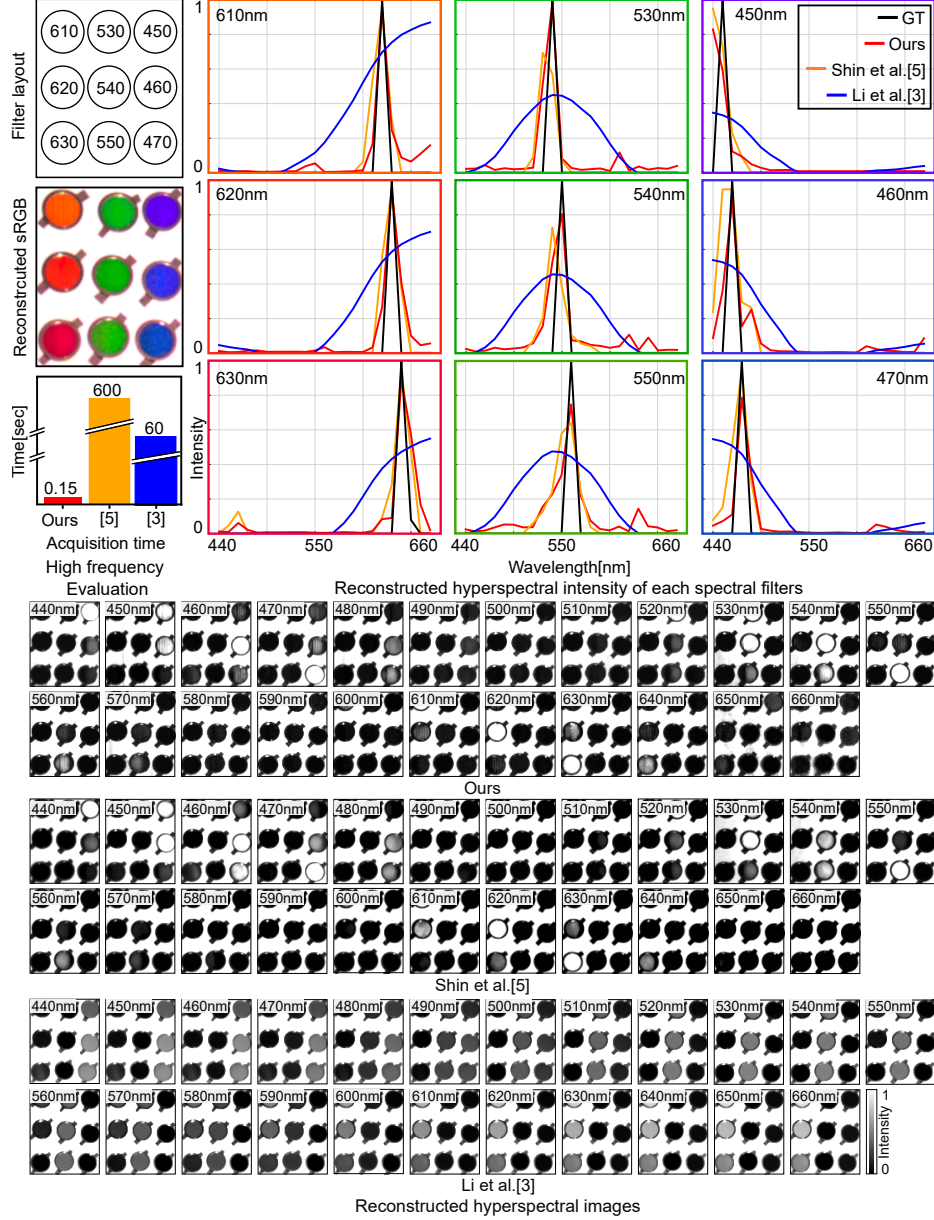 Filter layout
610 530 450
620 540 460
630 550 470
Reconstrcuted sRGB
Time[sec]
600
60
0.15
Ours [5] [3]
Acquisition time
High frequency
Evaluation
610nm
530nm
450nm
GT
Ours
Shin et al.[5]
Li et al.[3]
1
0
620nm
540nm
460nm
1
0
630nm
550nm
470nm
1
Intensity
0
440 550 660
440 550 660
440 550 660
Wavelength[nm]
Reconstructed hyperspectral intensity of each spectral filters
440nm 450nm 460nm 470nm 480nm 490nm 500nm 510nm 520nm 530nm 540nm 550nm
560nm 570nm 580nm 590nm 600nm 610nm 620nm 630nm 640nm 650nm 660nm
Ours
440nm 450nm 460nm 470nm 480nm 490nm 500nm 510nm 520nm 530nm 540nm 550nm
560nm 570nm 580nm 590nm 600nm 610nm 620nm 630nm 640nm 650nm 660nm
Shin et al.[5]
440nm 450nm 460nm 470nm 480nm 490nm 500nm 510nm 520nm 530nm 540nm 550nm
560nm 570nm 580nm 590nm 600nm 610nm 620nm 630nm 640nm 650nm 660nm
1
Intensity
0
Li et al.[3]
Reconstructed hyperspectral images